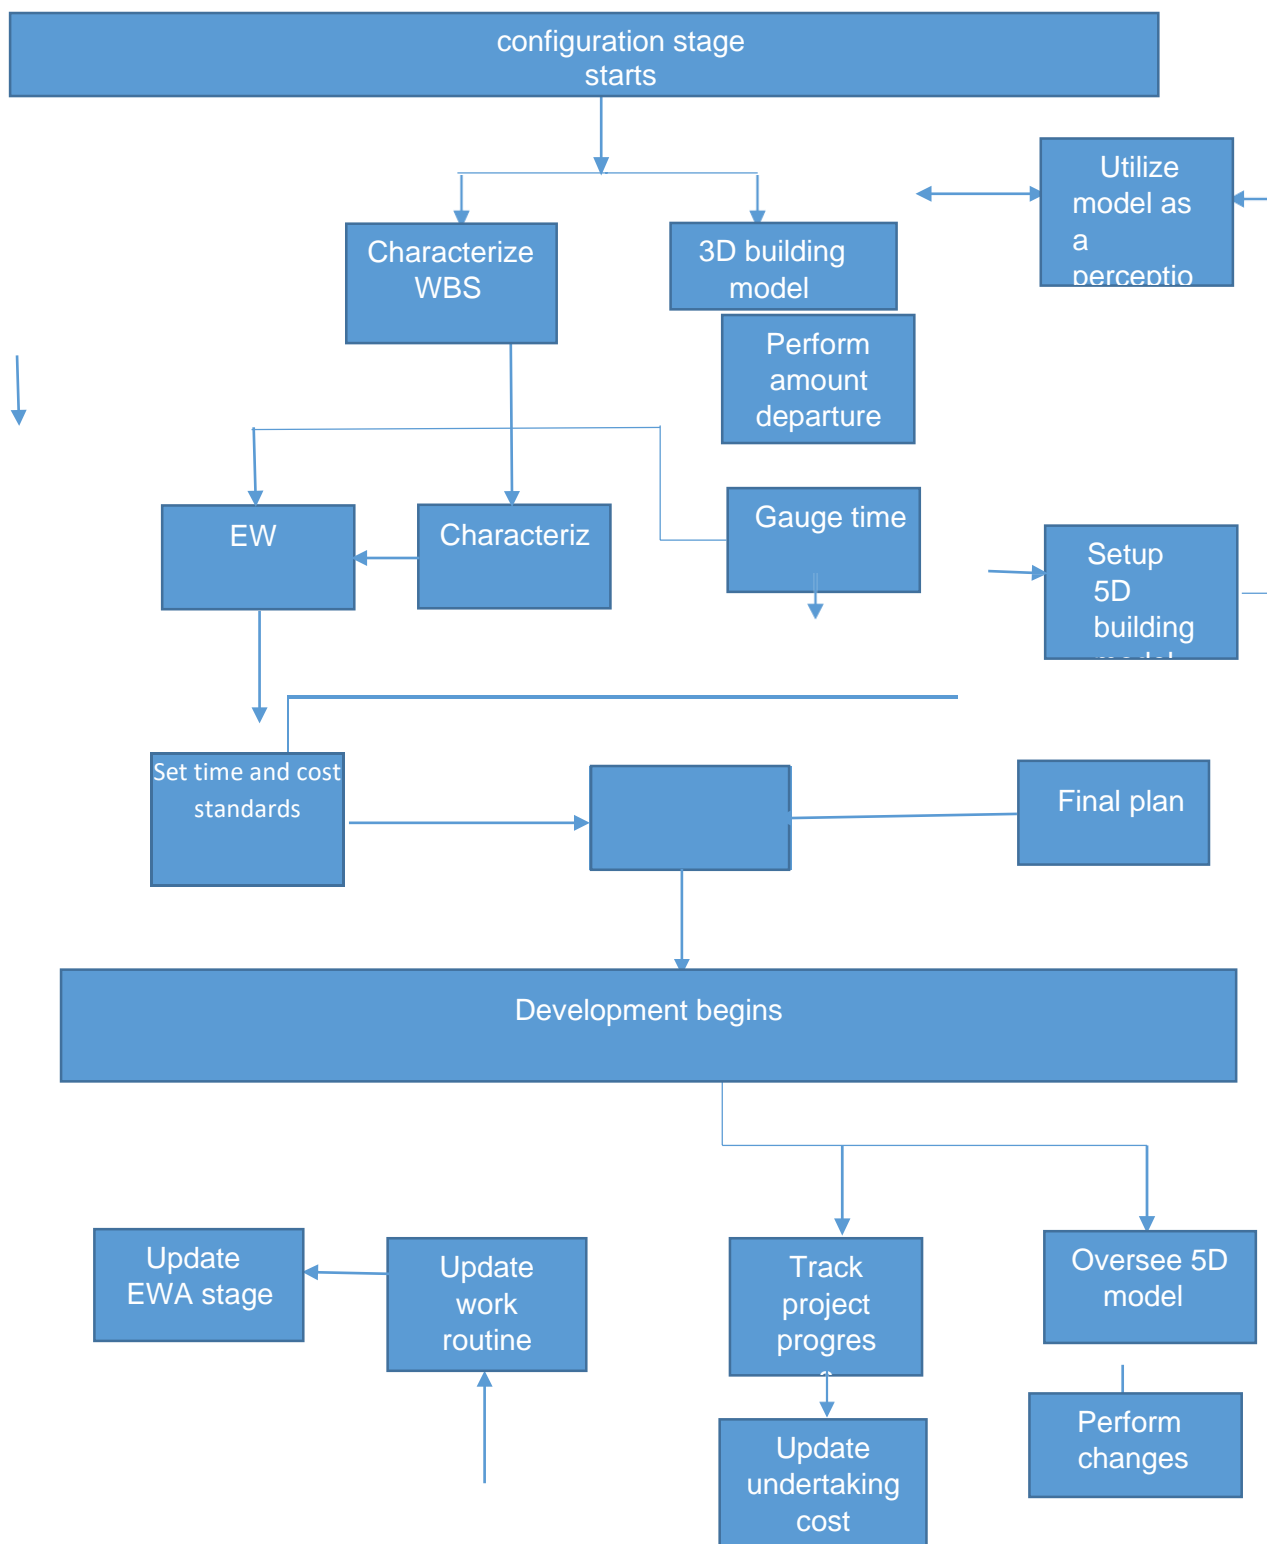 configuration stage
starts
Utilize
model as
a
perceptio
Characterize
WBS
3D building
model
Perform
amount
departure
EW
Characteriz
Gauge time
Setup
5D
building
model
Set time and cost
standards
Final plan
Development begins
Update
EWA stage
Update
work
routine
Track
project
progres
Oversee 5D
model
Update
undertaking
cost
Perform
changes